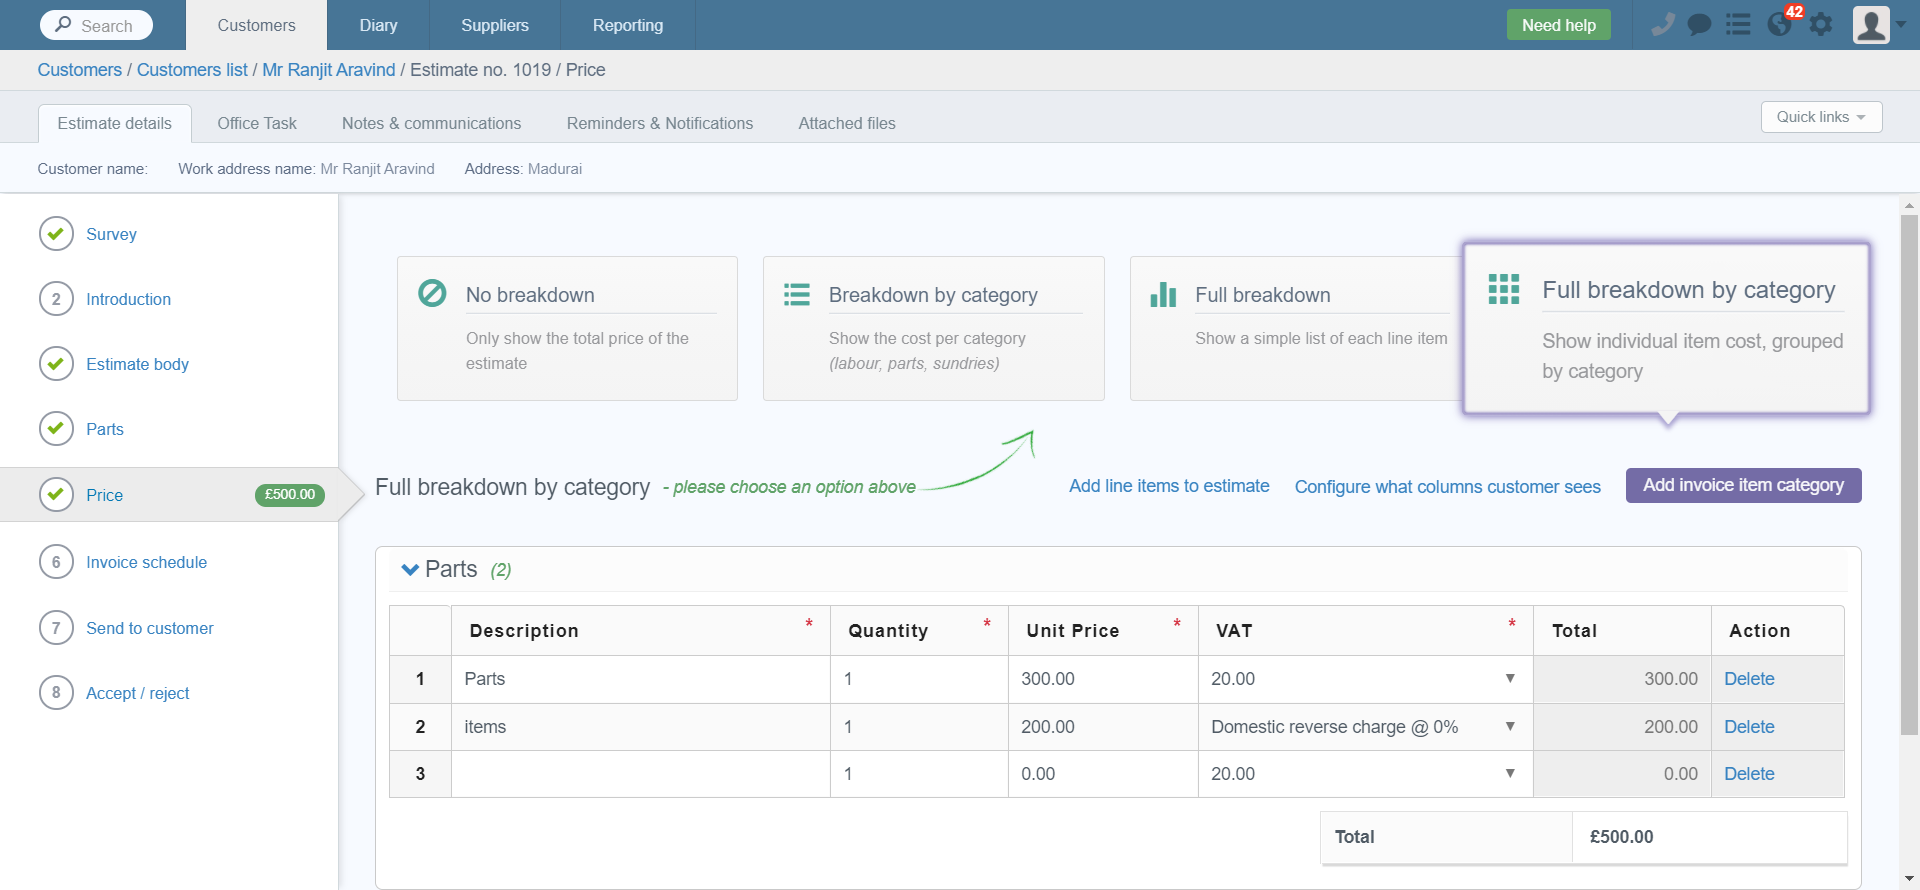 Search
Customers
Diary
Suppliers
Reporting
Need help
42
Customers / Customers list / Mr Ranjit Aravind / Estimate no. 1019 / Price
Estimate details
Office Task
Notes & communications
Reminders & Notifications
Attached files
Quick links
Customer name:
Work address name: Mr Ranjit Aravind
Address: Madurai
Survey
2 Introduction
Estimate body
Parts
Price £500.00
6 Invoice schedule
7 Send to customer
8 Accept / reject
No breakdown
Only show the total price of the
estimate
Breakdown by category
Show the cost per category
(labour, parts, sundries)
Full breakdown
Show a simple list of each line item
Full breakdown by category
Show individual item cost, grouped
by category
Full breakdown by category - please choose an option above
Add line items to estimate
Configure what columns customer sees
Add invoice item category
Parts (2)
Description * Quantity * Unit Price * VAT * Total Action
1 Parts 1 300.00 20.00 300.00 Delete
2 items 1 200.00 Domestic reverse charge @ 0% 200.00 Delete
3 1 0.00 20.00 0.00 Delete
Total £500.00